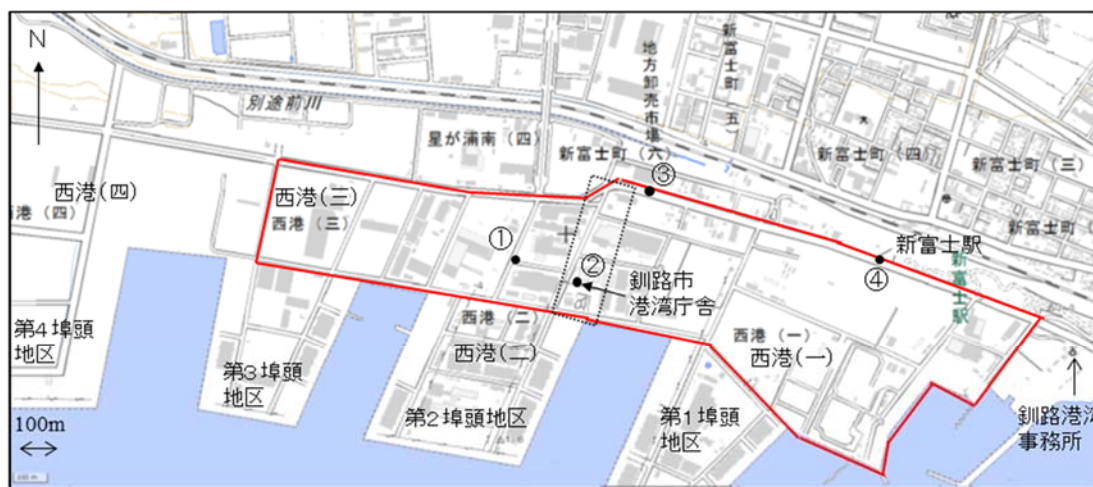 N
別途前川
星が浦南(四)
地方卸売市場
新富士町(六)
新富士町(五)
新富士町(四)
新富士町(三)
西港(四)
西港(四)
西港(三)
西港(三)
①
②
③
④
釧路市
港湾庁舎
新富士駅
新富士駅
西港(二)
西港(二)
西港(一)
西港(一)
第4埠頭
地区
第3埠頭
地区
第2埠頭地区
第1埠頭
地区
釧路港湾
事務所
100m